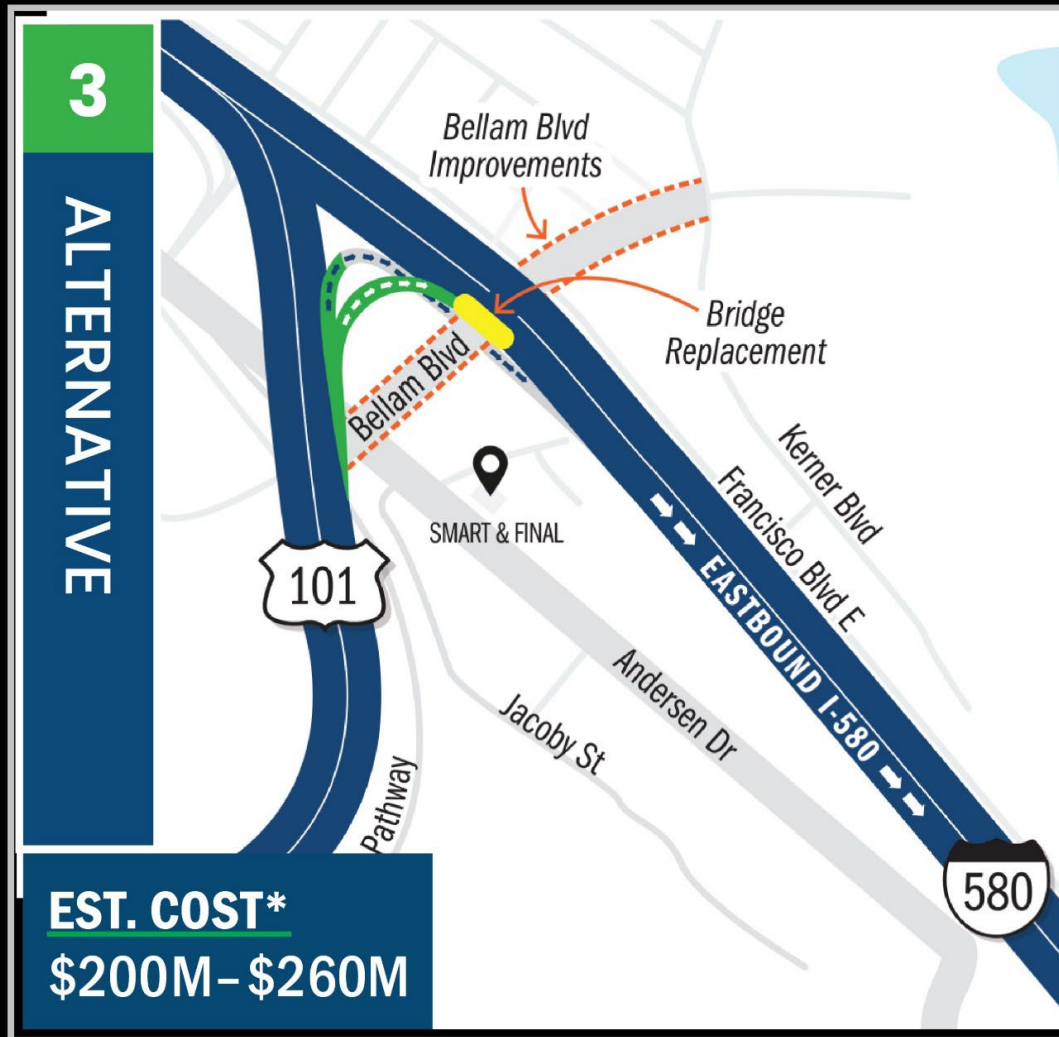 3
ALTERNATIVE
Bellam Blvd
Improvements
Bridge
Replacement
Bellam Blvd
SMART & FINAL
101
Kerner Blvd
Francisco Blvd E
EASTBOUND I-580
Andersen Dr
Jacoby St
Pathway
580
EST. COST*
$200M–$260M